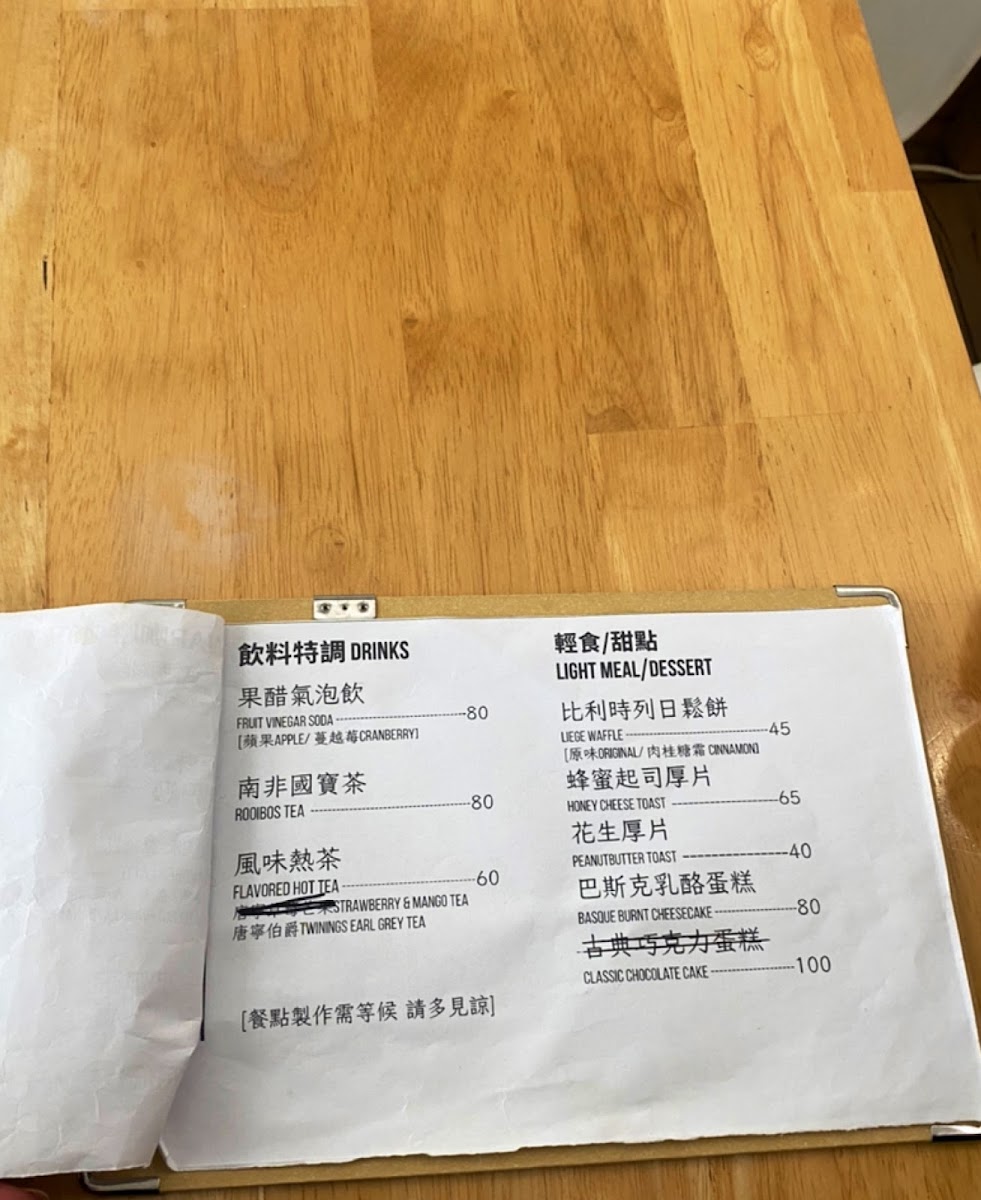 飲料特調 DRINKS
果醋氣泡飲
FRUIT VINEGAR SODA 80
[蘋果APPLE/ 蔓越莓CRANBERRY]
南非國寶茶
ROOIBOS TEA 80
風味熱茶
FLAVORED HOT TEA 60
STRAWBERRY & MANGO TEA
唐寧伯爵TWININGS EARL GREY TEA
[餐點製作需等候 請多見諒]
輕食/甜點
LIGHT MEAL/DESSERT
比利時列日鬆餅
LIEGE WAFFLE 45
[原味ORIGINAL/ 肉桂糖霜 CINNAMON]
蜂蜜起司厚片
HONEY CHEESE TOAST 65
花生厚片
PEANUTBUTTER TOAST 40
巴斯克乳酪蛋糕
BASQUE BURNT CHEESECAKE 80
古典巧克力蛋糕
CLASSIC CHOCOLATE CAKE 100